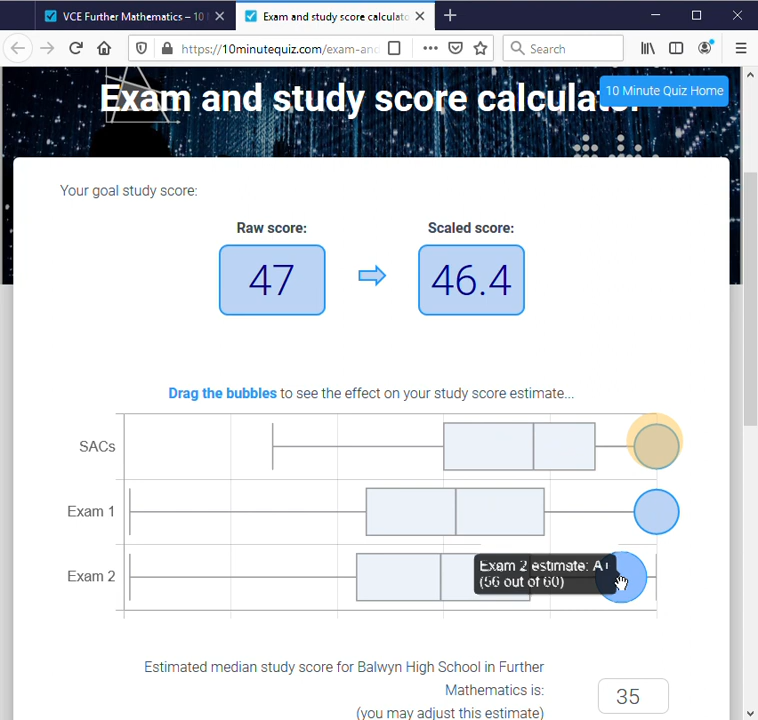 VCE Further Mathematics – 10
Exam and study score calculato
https://10minutequiz.com/exam-and
Search
Exam and study score calculator
10 Minute Quiz Home
Your goal study score:
Raw score:
Scaled score:
47
46.4
Drag the bubbles to see the effect on your study score estimate...
SACs
Exam 1
Exam 2
Exam 2 estimate: A+
(56 out of 60)
Estimated median study score for Balwyn High School in Further
Mathematics is:
(you may adjust this estimate)
35